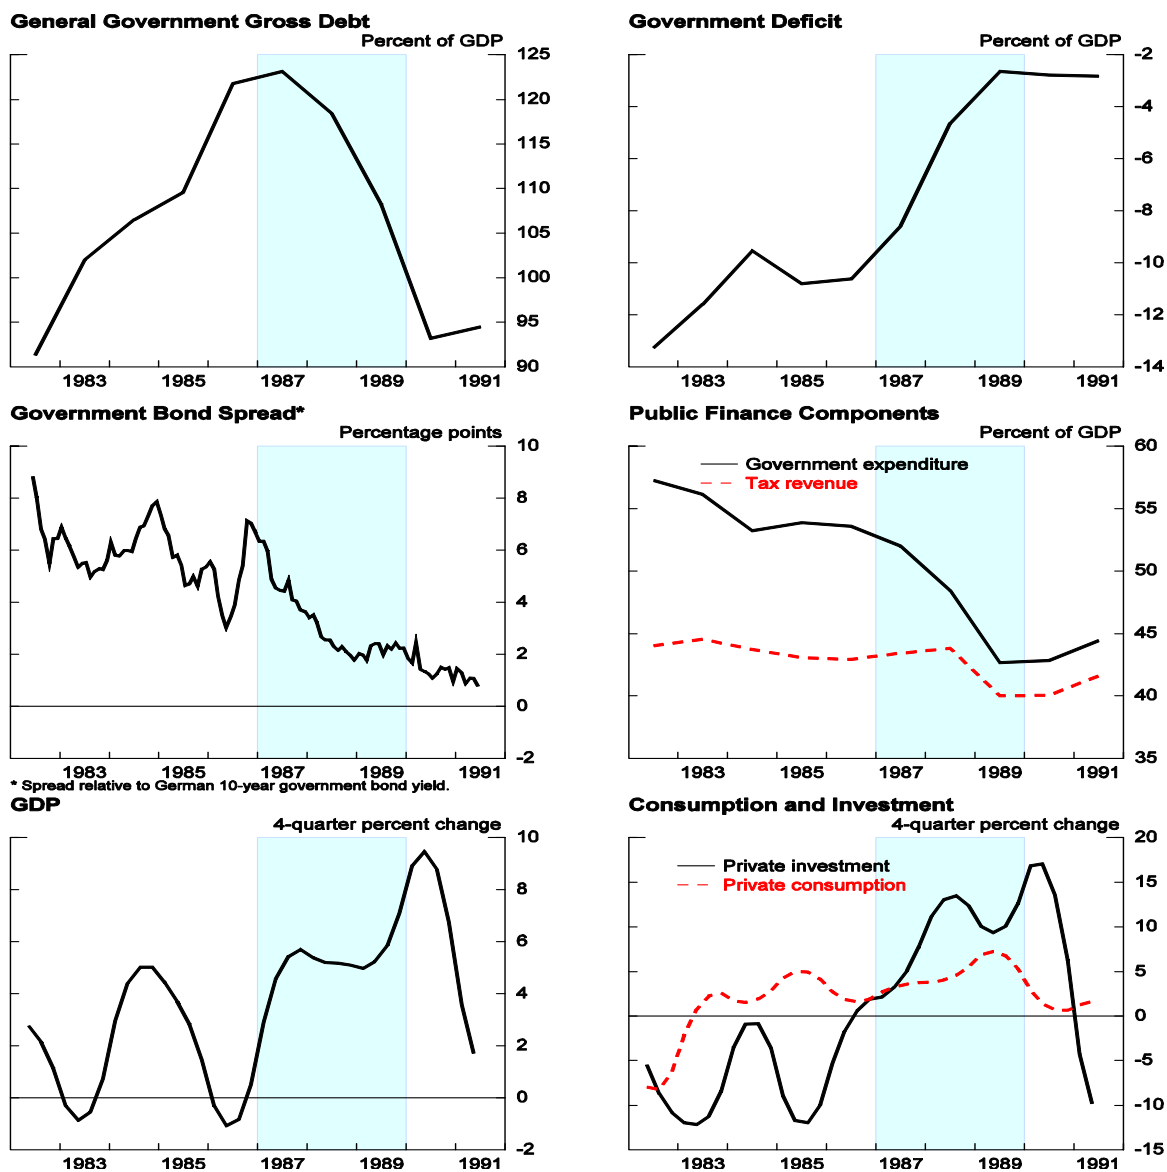 General Government Gross Debt
Percent of GDP
125
120
115
110
105
100
95
90
1983 1985 1987 1989 1991
Government Deficit
Percent of GDP
-2
-4
-6
-8
-10
-12
-14
1983 1985 1987 1989 1991
Government Bond Spread*
Percentage points
10
8
6
4
2
0
-2
1983 1985 1987 1989 1991
* Spread relative to German 10-year government bond yield.
Public Finance Components
Percent of GDP
Government expenditure
Tax revenue
60
55
50
45
40
35
1983 1985 1987 1989 1991
GDP
4-quarter percent change
10
8
6
4
2
0
-2
1983 1985 1987 1989 1991
Consumption and Investment
4-quarter percent change
Private investment
Private consumption
20
15
10
5
0
-5
-10
-15
1983 1985 1987 1989 1991